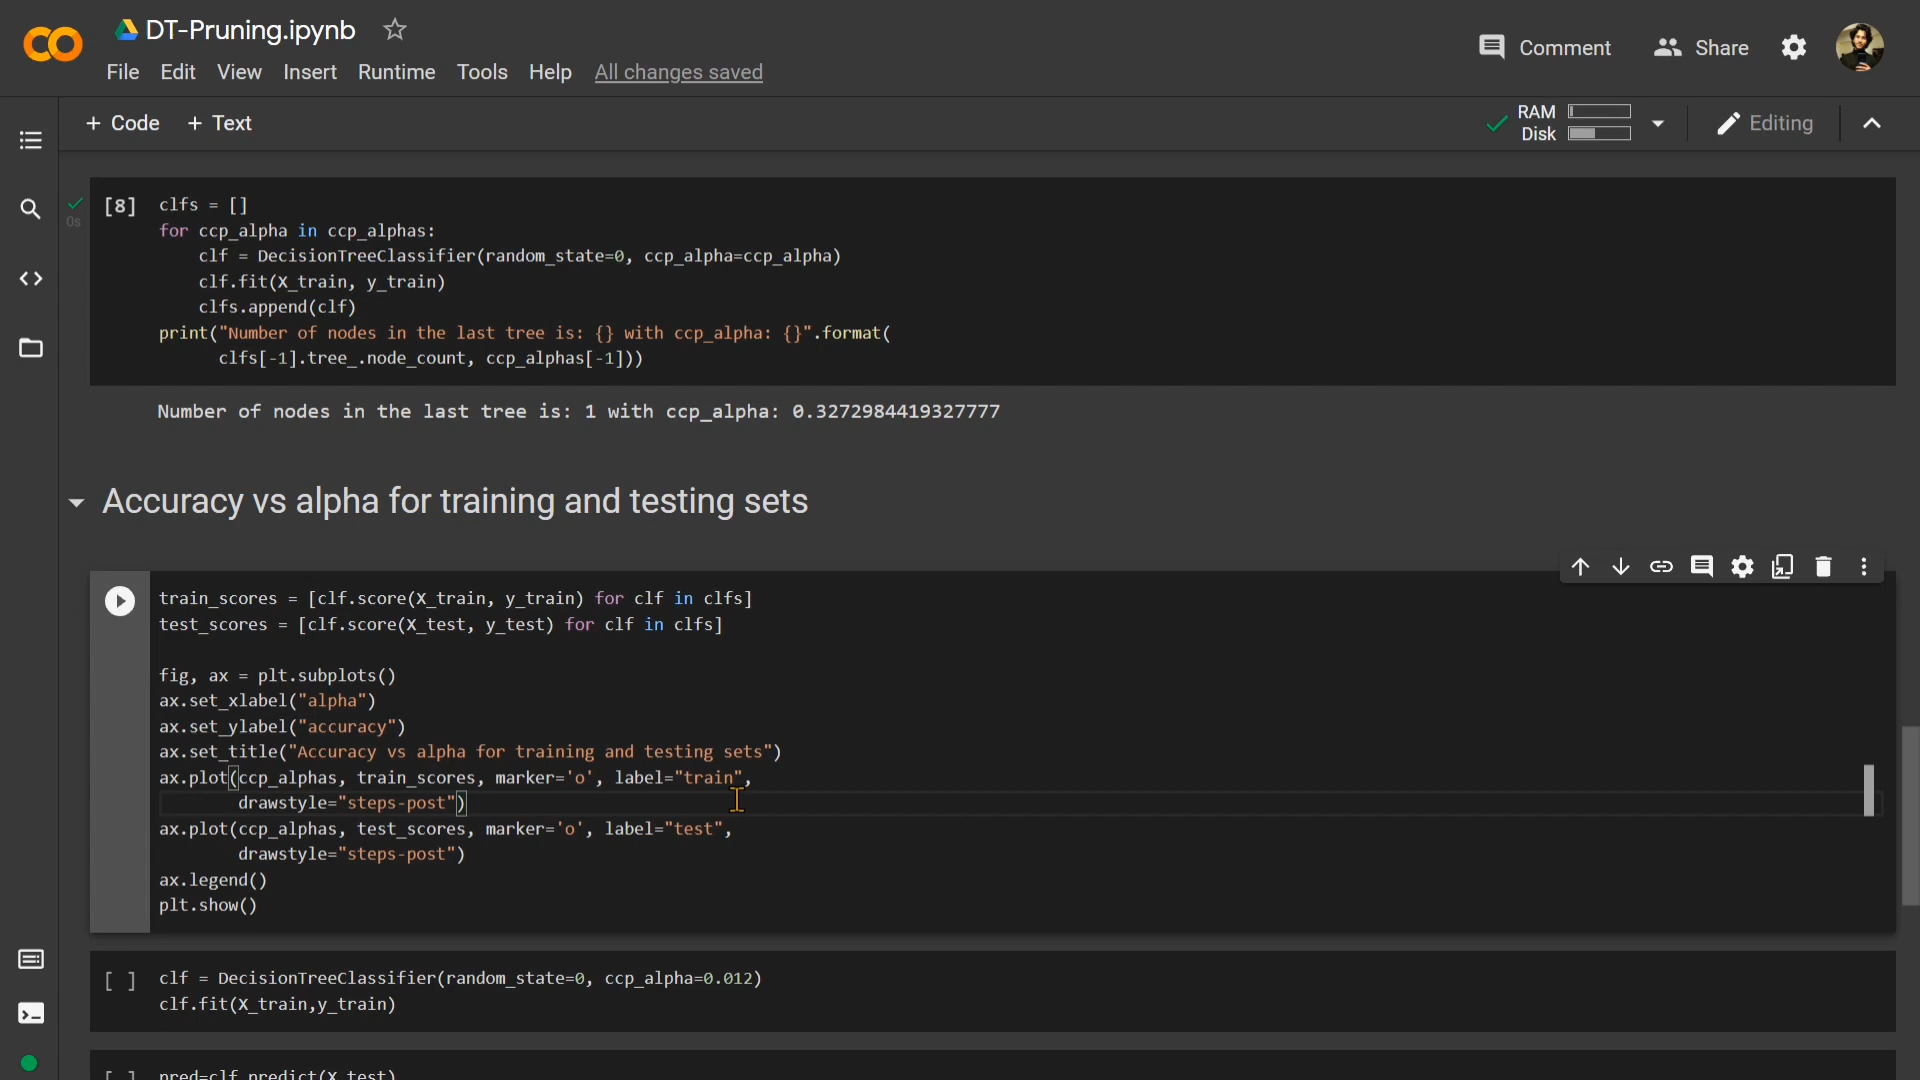 DT-Pruning.ipynb
File Edit View Insert Runtime Tools Help All changes saved
Comment Share
+ Code + Text
RAM
Disk
Editing
[8] clfs = []
0s
for ccp_alpha in ccp_alphas:
clf = DecisionTreeClassifier(random_state=0, ccp_alpha=ccp_alpha)
clf.fit(X_train, y_train)
clfs.append(clf)
print("Number of nodes in the last tree is: {} with ccp_alpha: {}".format(
clfs[-1].tree_.node_count, ccp_alphas[-1]))
Number of nodes in the last tree is: 1 with ccp_alpha: 0.3272984419327777
Accuracy vs alpha for training and testing sets
train_scores = [clf.score(X_train, y_train) for clf in clfs]
test_scores = [clf.score(X_test, y_test) for clf in clfs]
fig, ax = plt.subplots()
ax.set_xlabel("alpha")
ax.set_ylabel("accuracy")
ax.set_title("Accuracy vs alpha for training and testing sets")
ax.plot(ccp_alphas, train_scores, marker='o', label="train",
drawstyle="steps-post")
ax.plot(ccp_alphas, test_scores, marker='o', label="test",
drawstyle="steps-post")
ax.legend()
plt.show()
[ ] clf = DecisionTreeClassifier(random_state=0, ccp_alpha=0.012)
clf.fit(X_train,y_train)
[ ] pred=clf.predict(X_test)